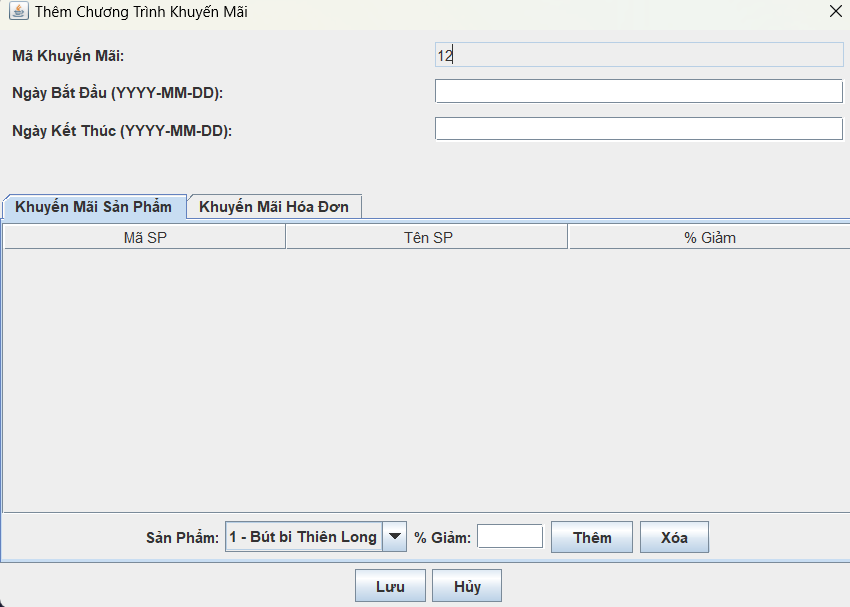 Thêm Chương Trình Khuyến Mãi
Mã Khuyến Mãi: 12
Ngày Bắt Đầu (YYYY-MM-DD):
Ngày Kết Thúc (YYYY-MM-DD):
Khuyến Mãi Sản Phẩm Khuyến Mãi Hóa Đơn
Mã SP Tên SP % Giảm
Sản Phẩm: 1 - Bút bi Thiên Long % Giảm: Thêm Xóa
Lưu Hủy